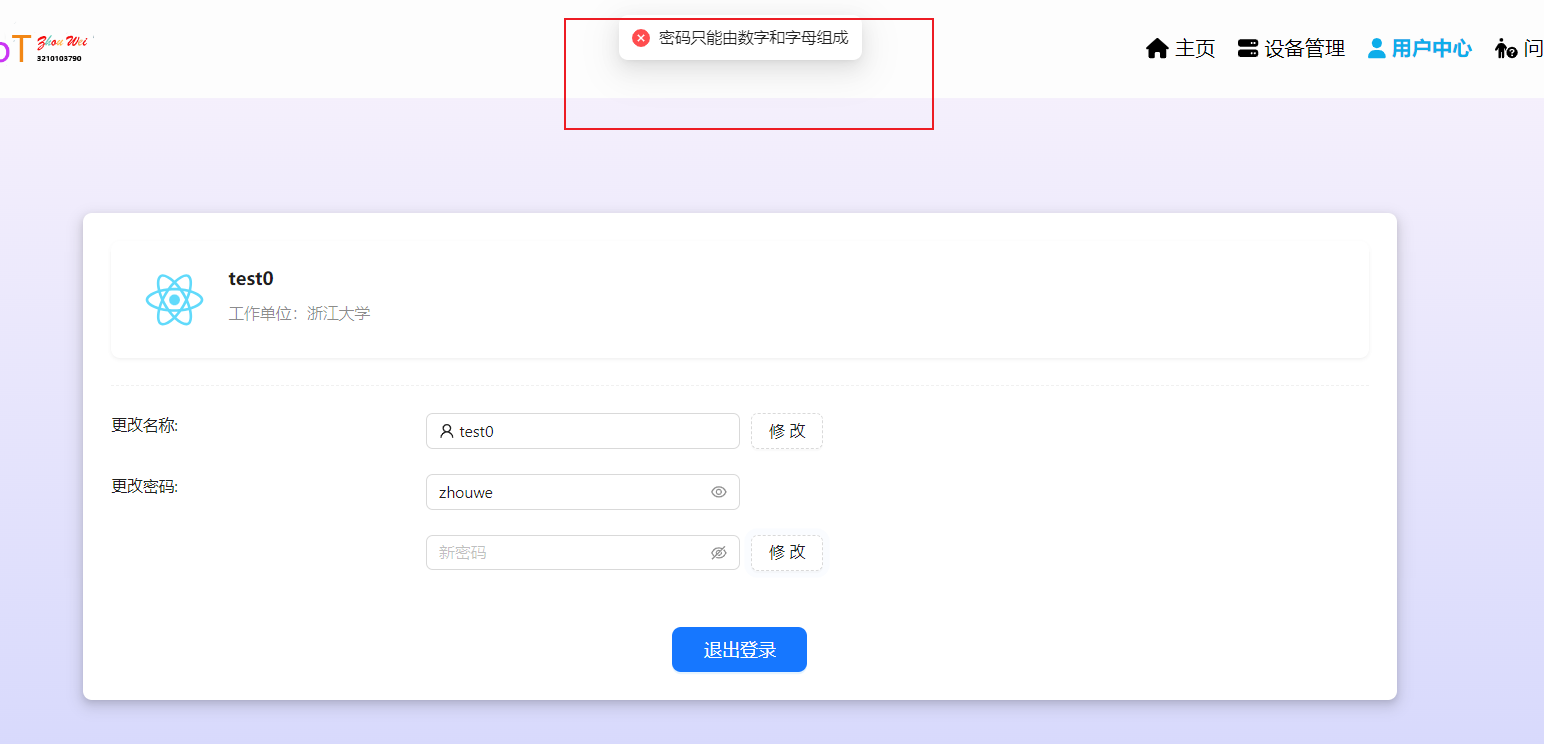 oT Zhou Wei
3210103790
密码只能由数字和字母组成
主页 设备管理 用户中心 问
test0
工作单位：浙江大学
更改名称: test0 修 改
更改密码: zhouwe
新密码 修 改
退出登录